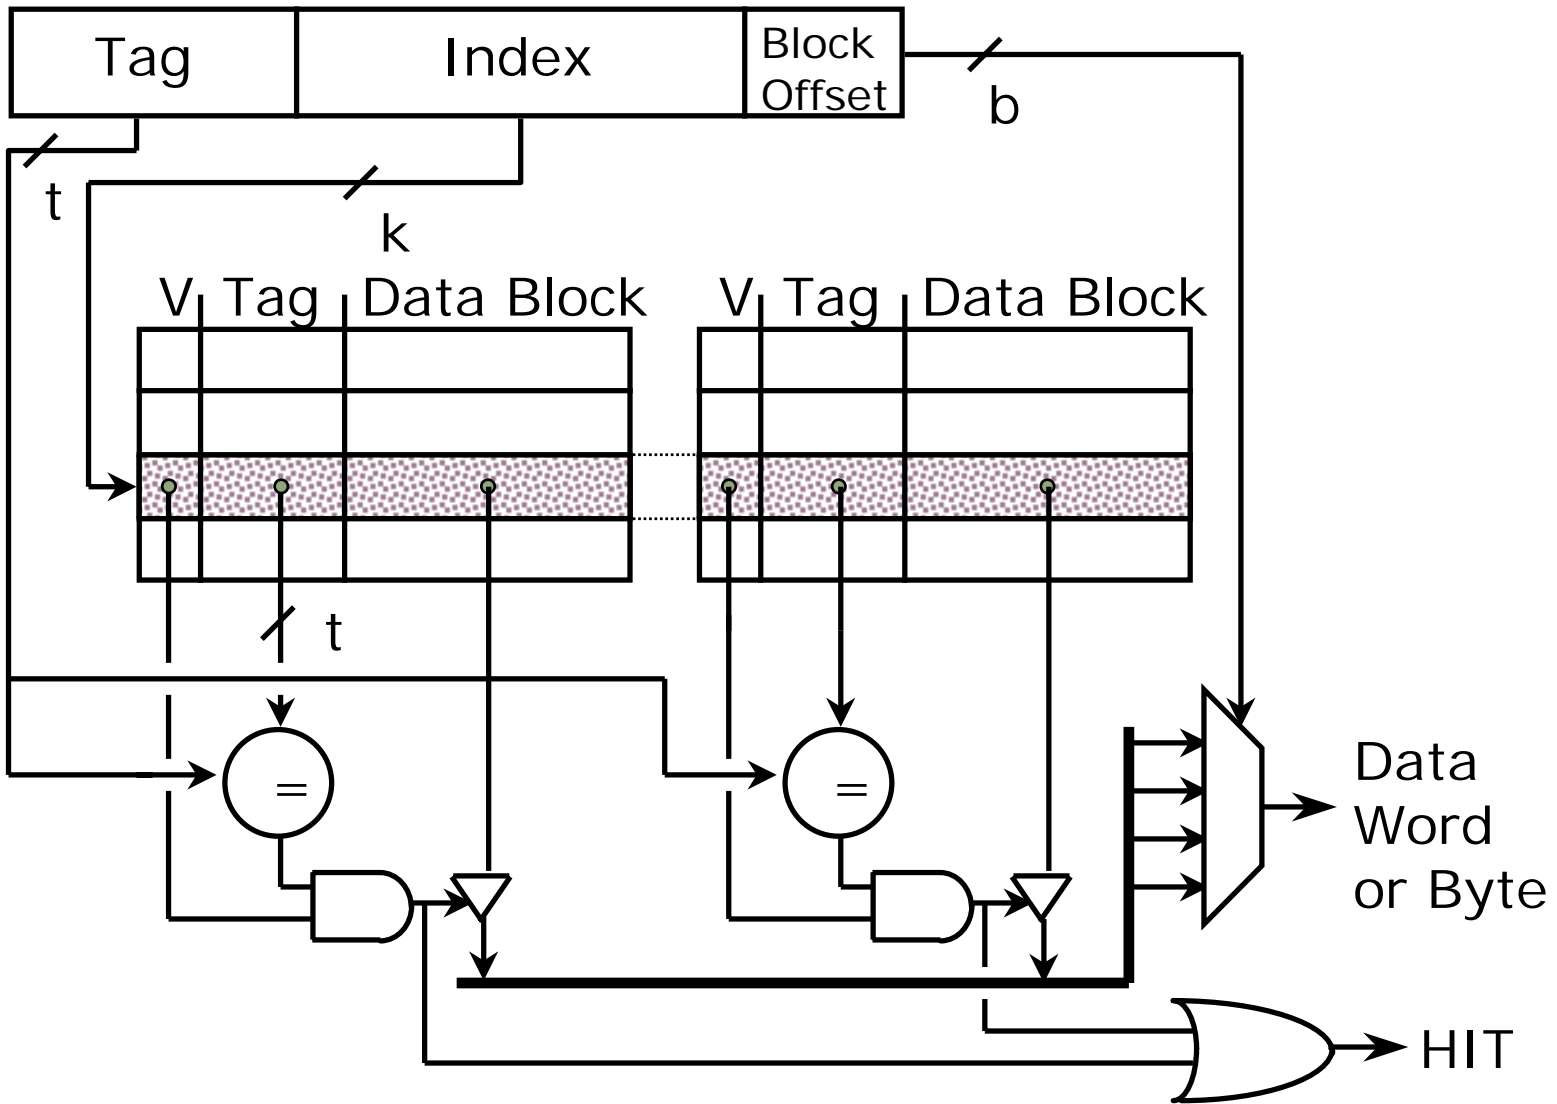 Tag
Index
Block
Offset
b
t
k
V Tag Data Block
V Tag Data Block
t
=
=
Data
Word
or Byte
HIT